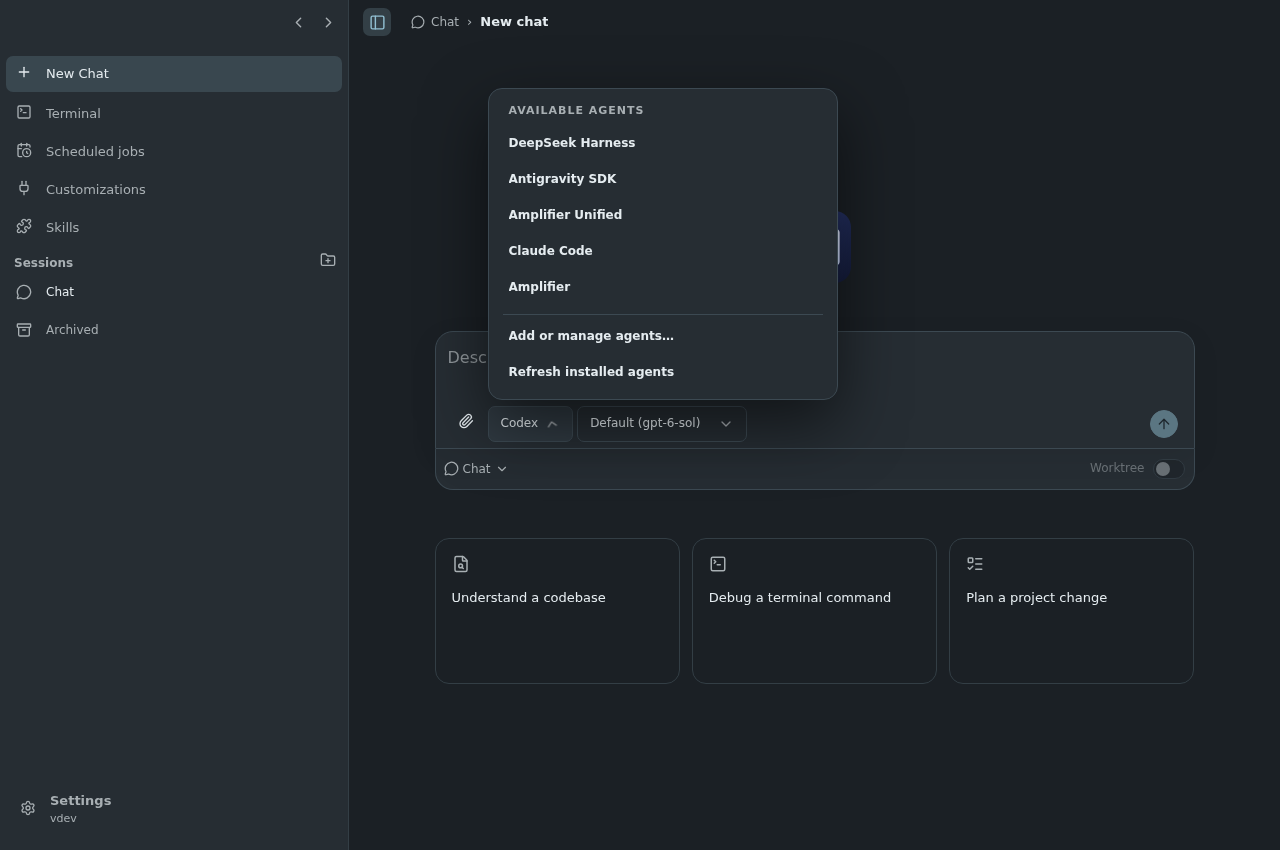 Chat › New chat
New Chat
Terminal
Scheduled jobs
Customizations
Skills
Sessions
Chat
Archived
Settings
vdev
AVAILABLE AGENTS
DeepSeek Harness
Antigravity SDK
Amplifier Unified
Claude Code
Amplifier
Add or manage agents…
Refresh installed agents
Desc
Codex
Default (gpt-6-sol)
Chat
Worktree
Understand a codebase
Debug a terminal command
Plan a project change